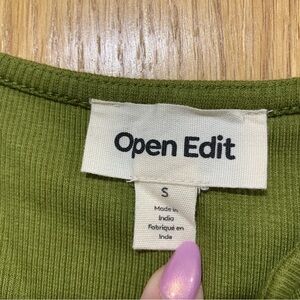 Open Edit
S
Made in
India
Fabriqué en
Inde